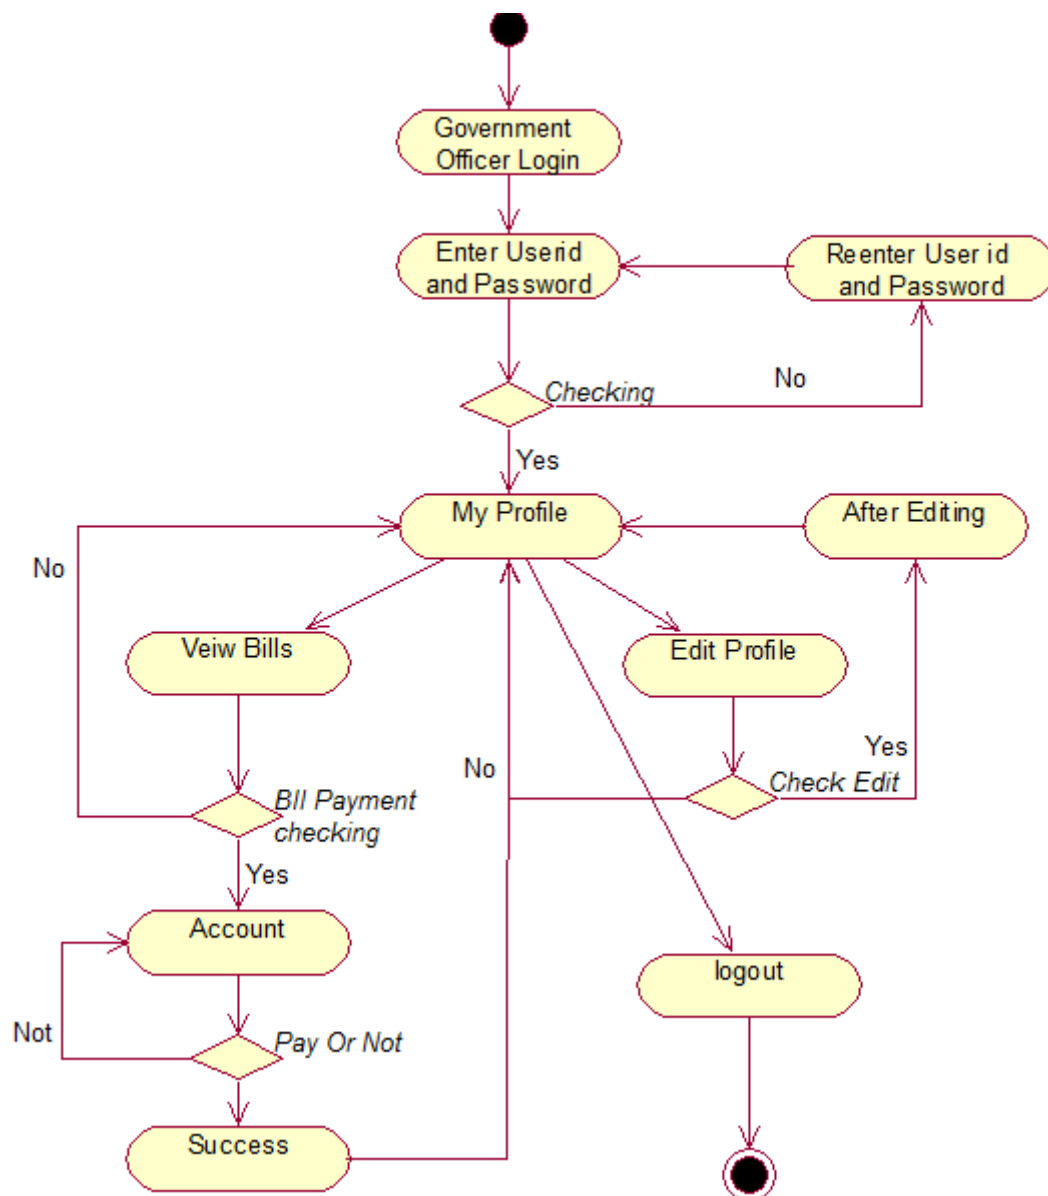 Government
Officer Login
Enter Userid
and Password
Reenter User id
and Password
Checking
No
Yes
My Profile
After Editing
No
Veiw Bills
Edit Profile
Yes
No
Check Edit
BIl Payment
checking
Yes
Account
logout
Not
Pay Or Not
Success